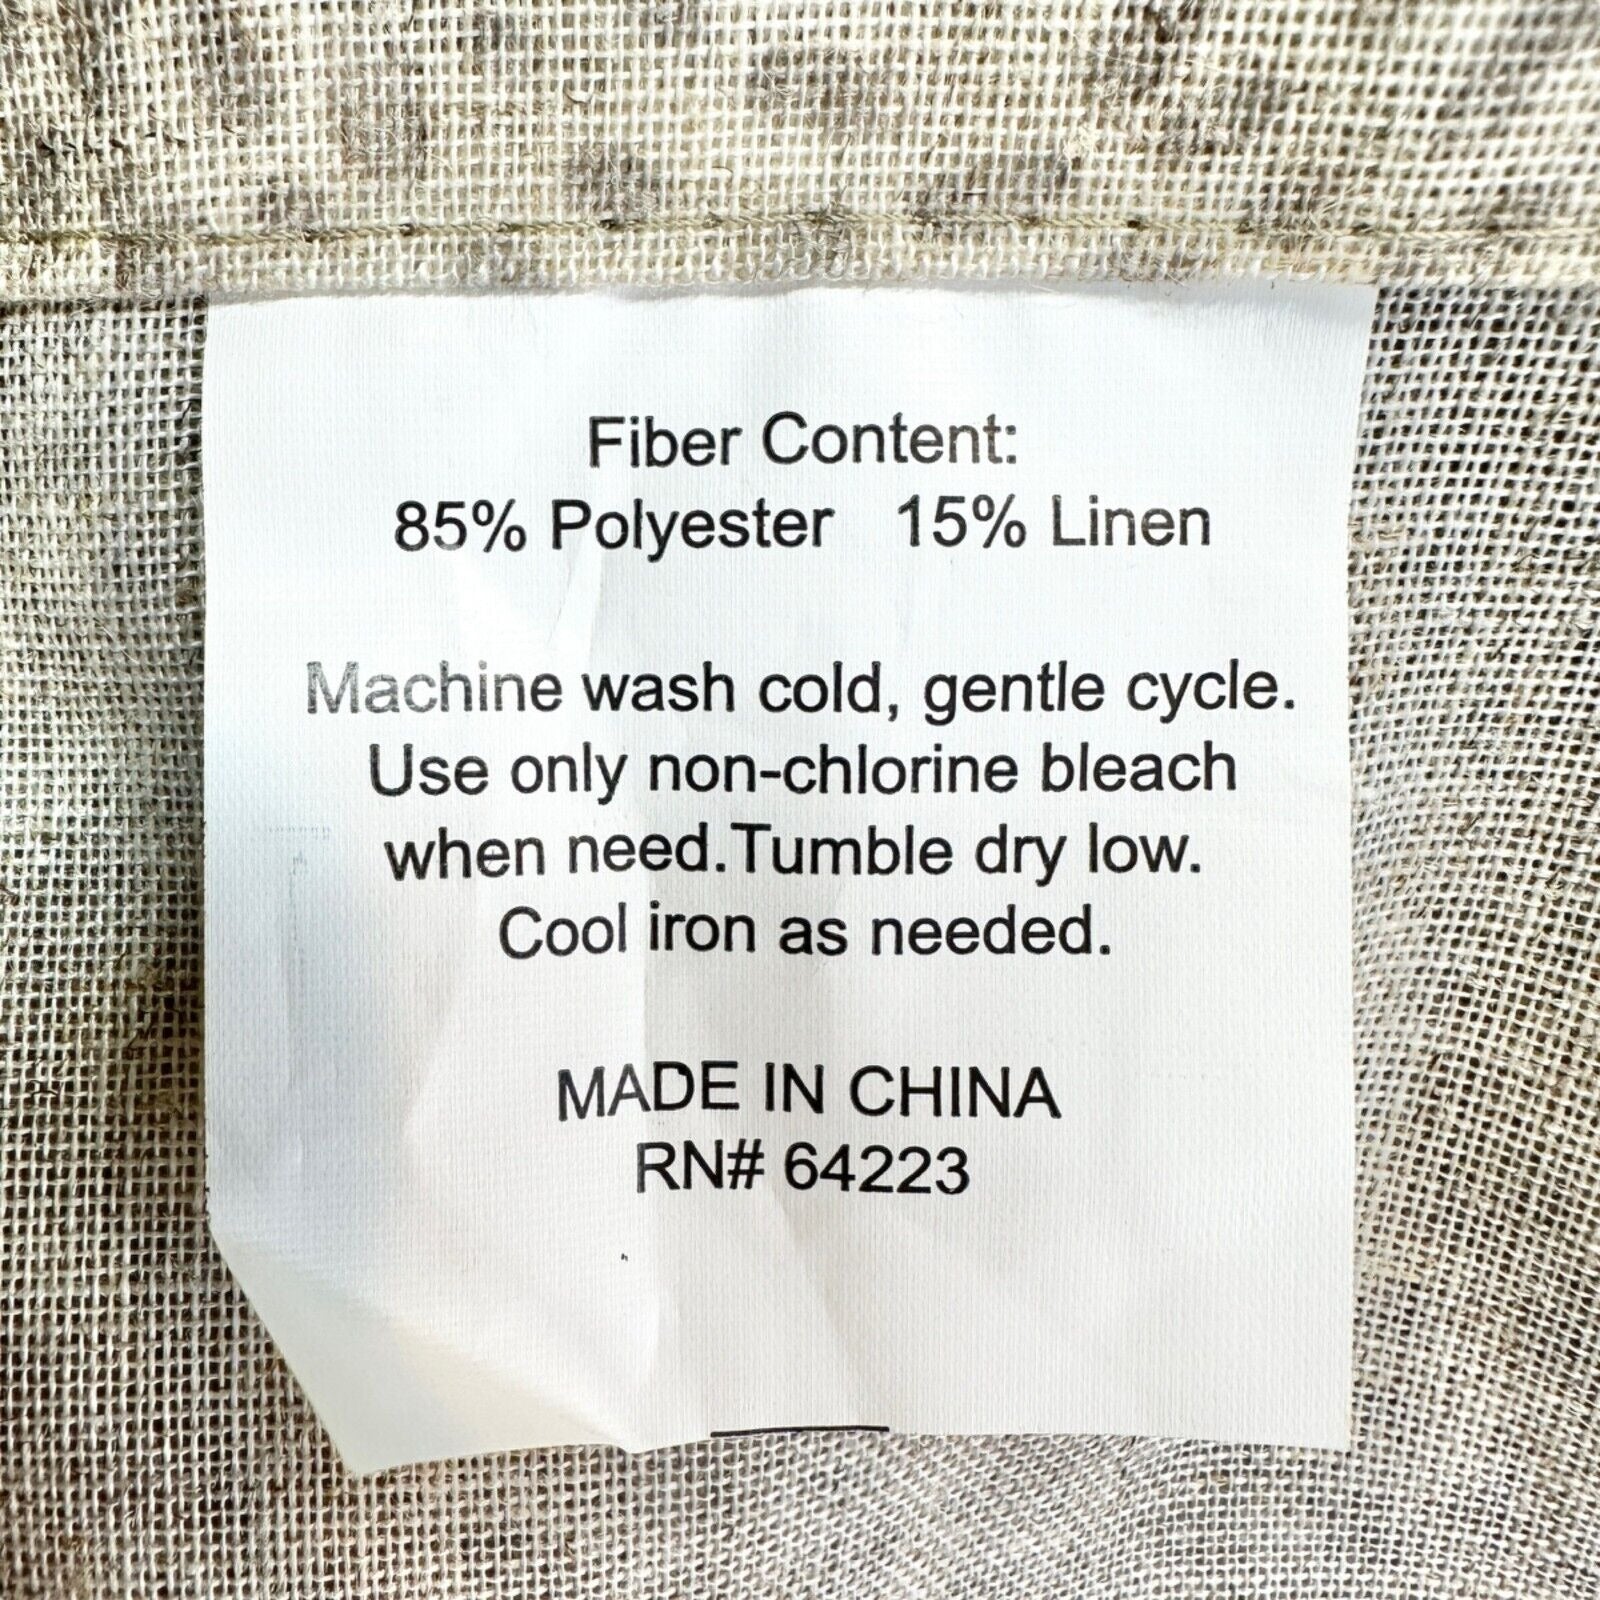 Fiber Content:
85% Polyester 15% Linen
Machine wash cold, gentle cycle.
Use only non-chlorine bleach
when need.Tumble dry low.
Cool iron as needed.
MADE IN CHINA
RN# 64223